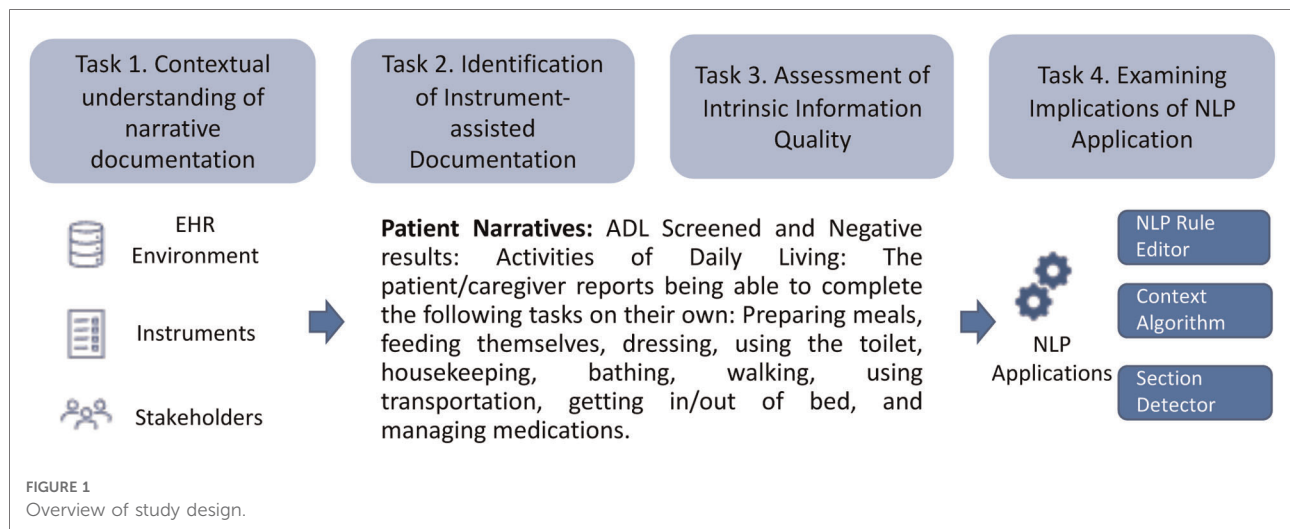 Task 1. Contextual
understanding of
narrative
documentation
Task 2. Identification
of Instrument-
assisted
Documentation
Task 3. Assessment of
Intrinsic Information
Quality
Task 4. Examining
Implications of NLP
Application
EHR
Environment
Instruments
Stakeholders
Patient Narratives: ADL Screened and Negative
results: Activities of Daily Living: The
patient/caregiver reports being able to complete
the following tasks on their own: Preparing meals,
feeding themselves, dressing, using the toilet,
housekeeping, bathing, walking, using
transportation, getting in/out of bed, and
managing medications.
NLP
Applications
NLP Rule
Editor
Context
Algorithm
Section
Detector
FIGURE 1
Overview of study design.